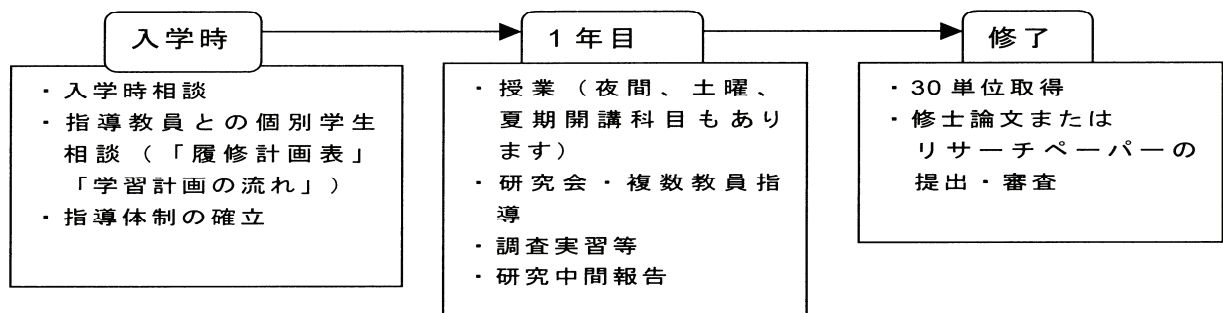 入学時
・入学時相談
・指導教員との個別学生
相談（「履修計画表」
「学習計画の流れ」）
・指導体制の確立
1年目
・授業（夜間、土曜、
夏期開講科目もあり
ます）
・研究会・複数教員指
導
・調査実習等
・研究中間報告
修了
・30単位取得
・修士論文または
リサーチペーパーの
提出・審査